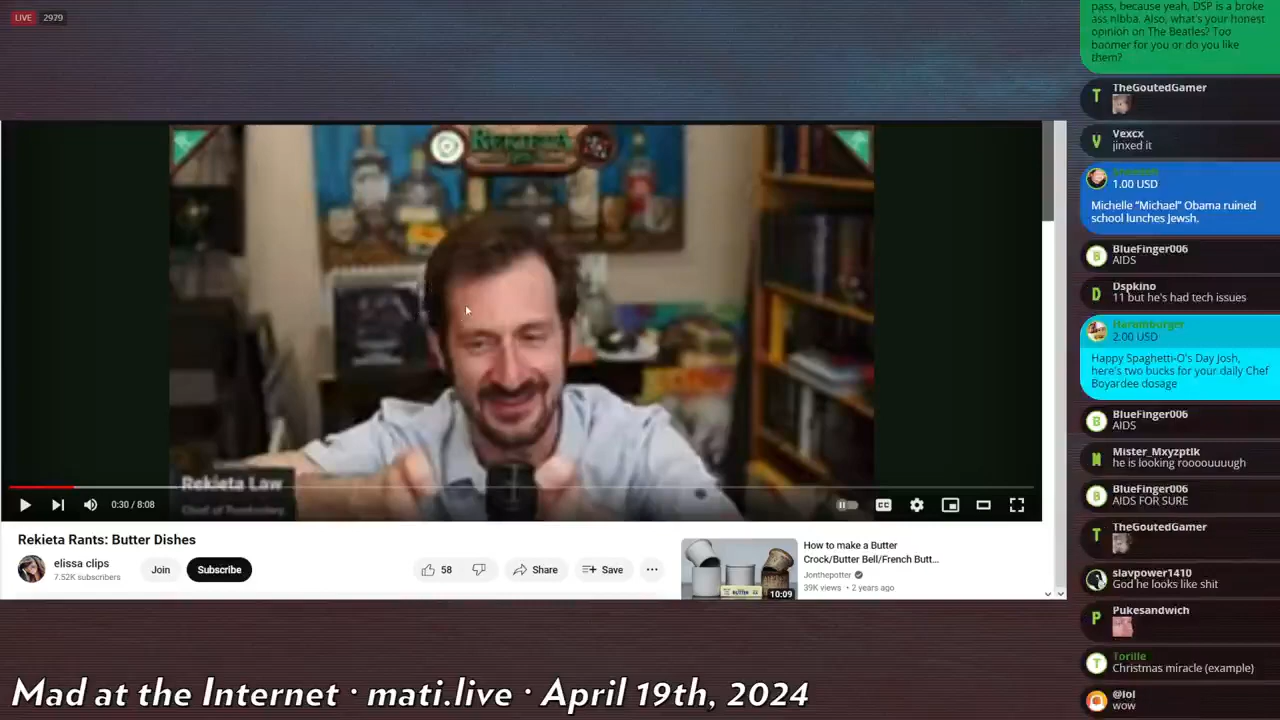 LIVE 2979
REKIETA
Rekieta Law
0:30 / 8:08
CC
Rekieta Rants: Butter Dishes
elissa clips
7.52K subscribers
Join
Subscribe
58
Share
Save
How to make a Butter
Crock/Butter Bell/French Butt...
Jonthepotter
39K views • 2 years ago
10:09
Mad at the Internet · mati.live · April 19th, 2024
pass, because yeah, DSP is a broke
ass nibba. Also, what's your honest
opinion on The Beatles? Too
boomer for you or do you like
them?
T
TheGoutedGamer
V
Vexcx
jinxed it
1.00 USD
Michelle "Michael" Obama ruined
school lunches Jewsh.
B
BlueFinger006
AIDS
D
Dspkino
11 but he's had tech issues
Harumburger
2.00 USD
Happy Spaghetti-O's Day Josh,
here's two bucks for your daily Chef
Boyardee dosage
B
BlueFinger006
AIDS
Mister_Mxyzptlk
he is looking roooouuuugh
B
BlueFinger006
AIDS FOR SURE
T
TheGoutedGamer
slavpower1410
God he looks like shit
P
Pukesandwich
T
Torille
Christmas miracle (example)
@lol
wow